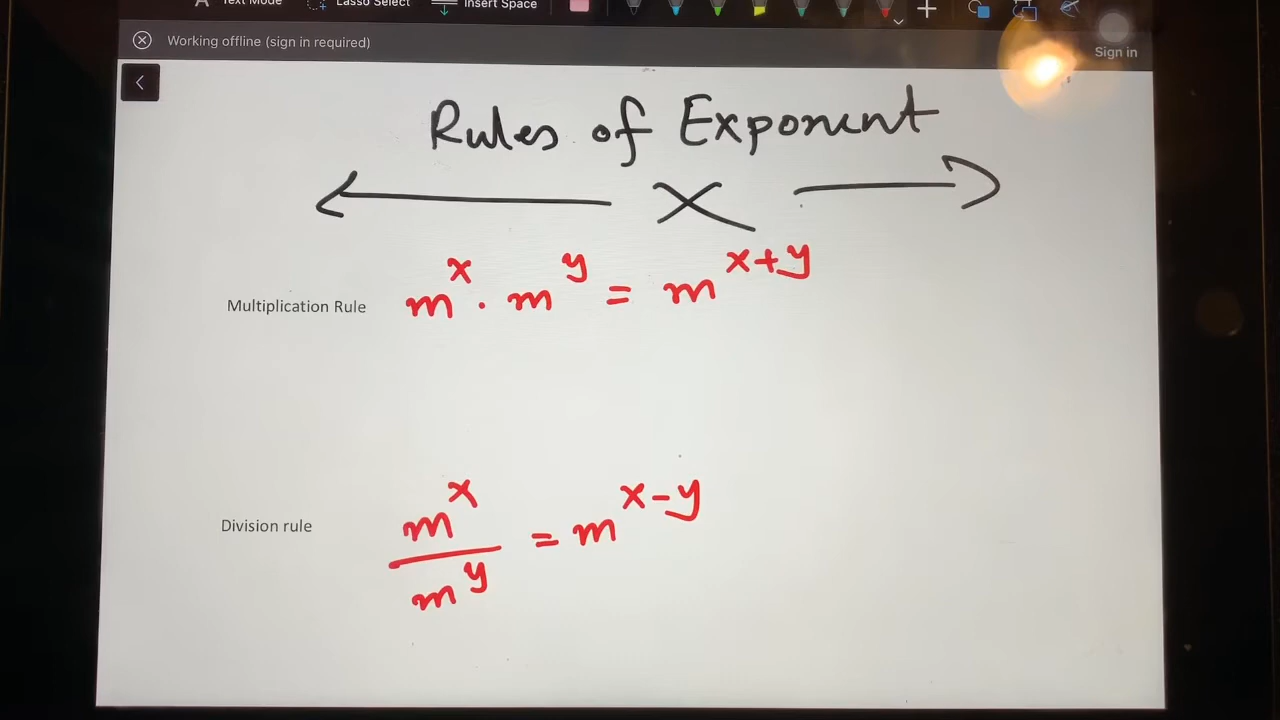 Text Mode Lasso Select Insert Space
Working offline (sign in required)
Sign in
Rules of Exponent
x
Multiplication Rule m^x . m^y = m^{x+y}
Division rule m^x / m^y = m^{x-y}